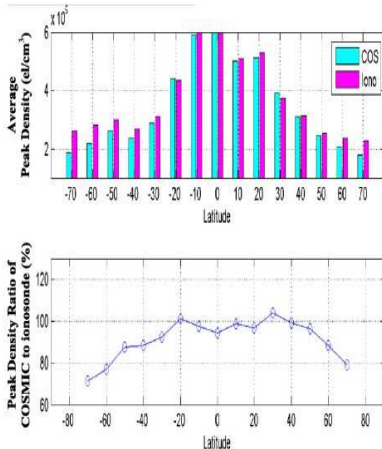 x 10⁵
6
4
2
Average
Peak Density (el/cm³)
COS
Iono
-70 -60 -50 -40 -30 -20 -10 0 10 20 30 40 50 60 70
Latitude
Peak Density Ratio of
COSMIC to ionosonde (%)
120
100
80
60
-80 -60 -40 -20 0 20 40 60 80
Latitude